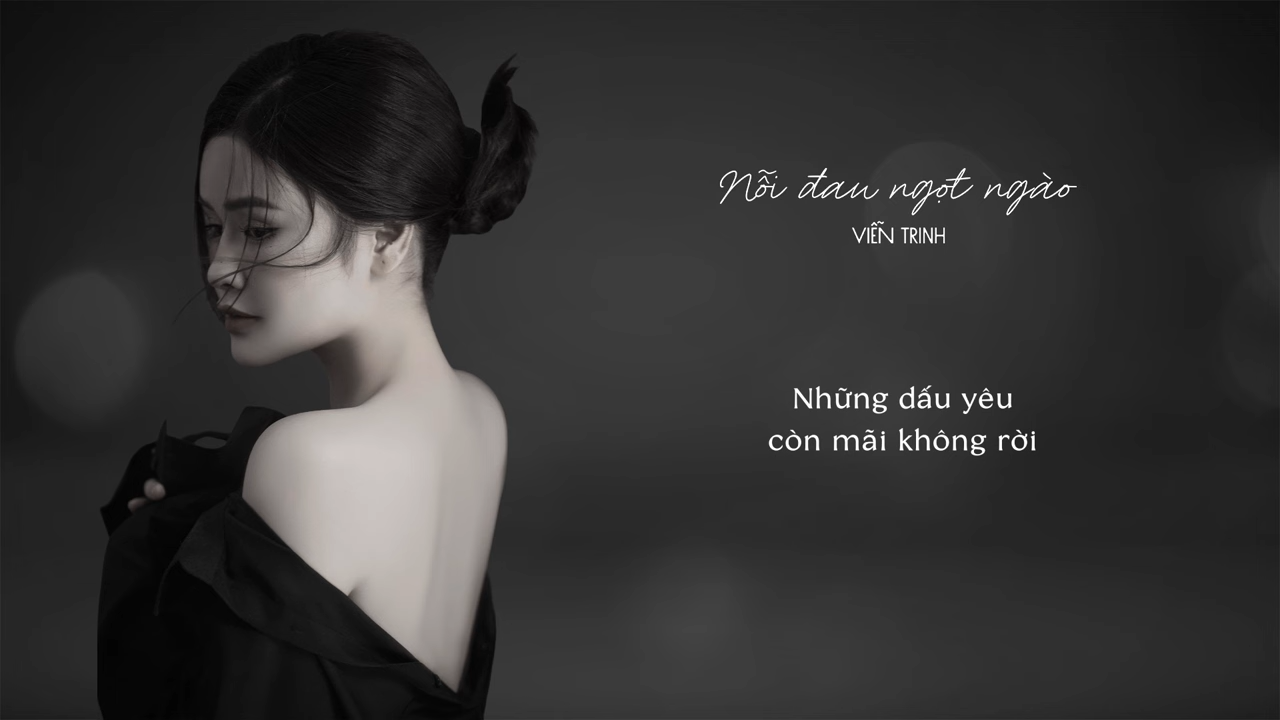 Nỗi đau ngọt ngào
VIỄN TRINH
Những dấu yêu
còn mãi không rời